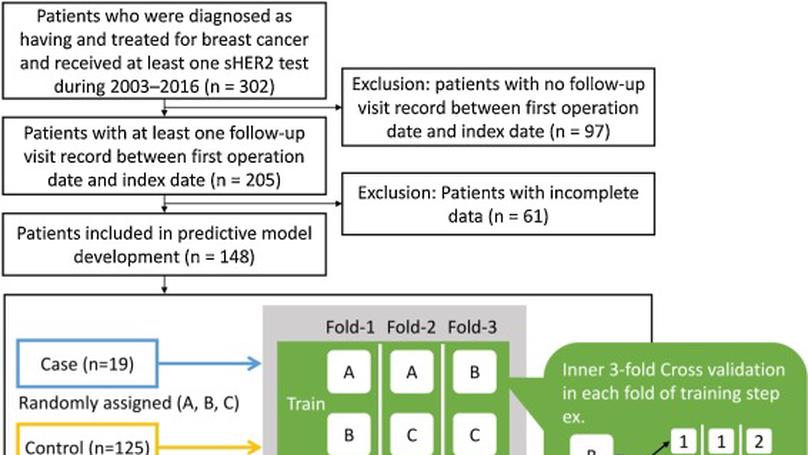 Patients who were diagnosed as
having and treated for breast cancer
and received at least one sHER2 test
during 2003–2016 (n = 302)
Exclusion: patients with no follow-up
visit record between first operation
date and index date (n = 97)
Patients with at least one follow-up
visit record between first operation
date and index date (n = 205)
Exclusion: Patients with incomplete
data (n = 61)
Patients included in predictive model
development (n = 148)
Fold-1 Fold-2 Fold-3
Case (n=19)
Randomly assigned (A, B, C)
Control (n=125)
Train
A A B
B C C
Inner 3-fold Cross validation
in each fold of training step
ex.
B
1 1 2